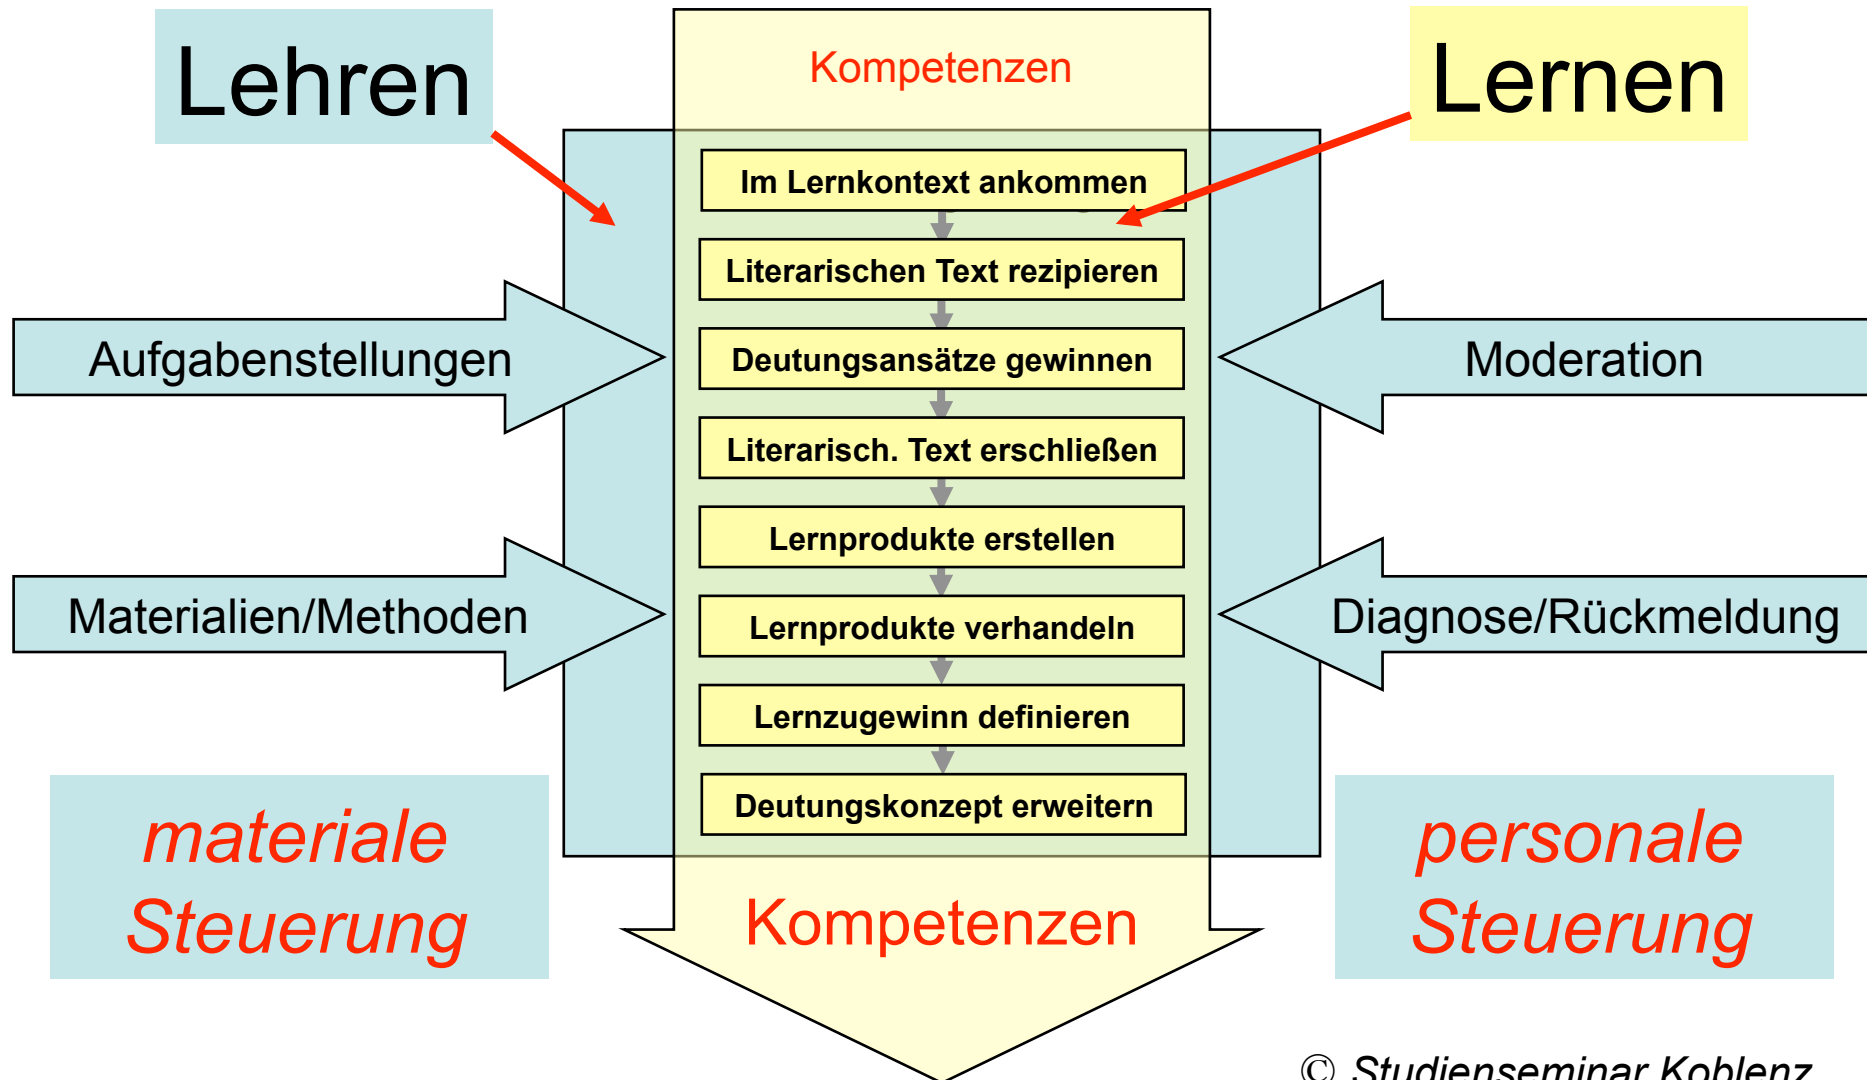 Lehren
Kompetenzen
Lernen
Im Lernkontext ankommen
Literarischen Text rezipieren
Aufgabenstellungen
Deutungsansätze gewinnen
Moderation
Literarisch. Text erschließen
Lernprodukte erstellen
Materialien/Methoden
Lernprodukte verhandeln
Diagnose/Rückmeldung
Lernzugewinn definieren
Deutungskonzept erweitern
materiale
Steuerung
personale
Steuerung
Kompetenzen
© Studienseminar Koblenz